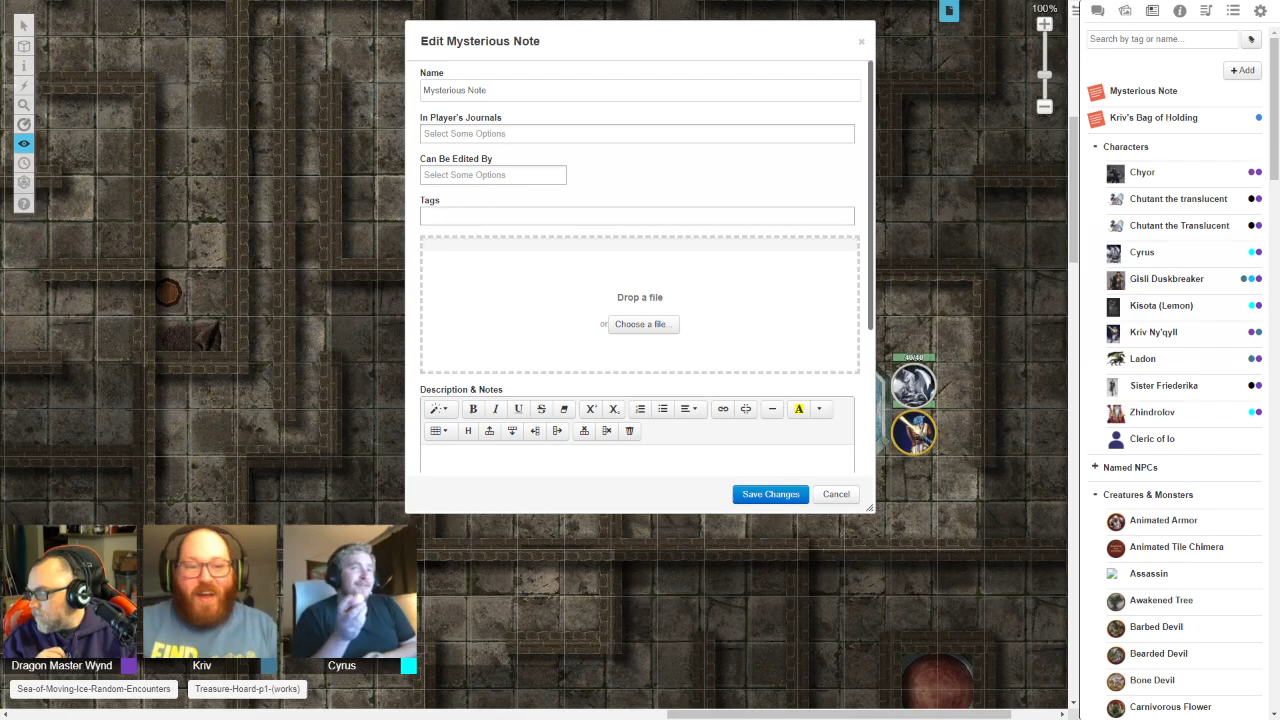 Edit Mysterious Note
×
Name
Mysterious Note
In Player's Journals
Select Some Options
Can Be Edited By
Select Some Options
Tags
Drop a file
or Choose a file...
Description & Notes
B I U S X' X,
A
H
Save Changes
Cancel
100%
40/40
Search by tag or name...
+ Add
Mysterious Note
Kriv's Bag of Holding
Characters
Chyor
Chutant the translucent
Chutant the Translucent
Cyrus
Gisil Duskbreaker
Kisota (Lemon)
Kriv Ny'qyll
Ladon
Sister Friederika
Zhindrolov
Cleric of Io
Named NPCs
Creatures & Monsters
Animated Armor
Animated Tile Chimera
Assassin
Awakened Tree
Barbed Devil
Bearded Devil
Bone Devil
Carnivorous Flower
FIND
Dragon Master Wynd
Kriv
Cyrus
Sea-of-Moving-Ice-Random-Encounters
Treasure-Hoard-p1-(works)